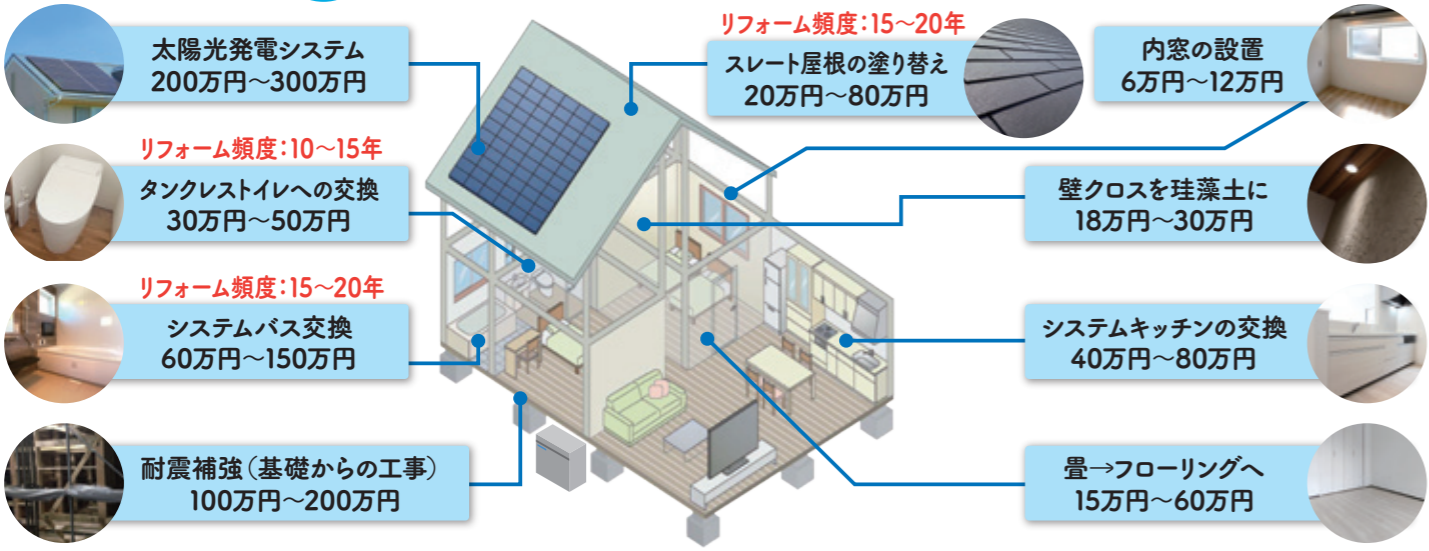 太陽光発電システム
200万円～300万円
リフォーム頻度：15～20年
スレート屋根の塗り替え
20万円～80万円
内窓の設置
6万円～12万円
リフォーム頻度：10～15年
タンクレストイレへの交換
30万円～50万円
壁クロスを珪藻土に
18万円～30万円
リフォーム頻度：15～20年
システムバス交換
60万円～150万円
システムキッチンの交換
40万円～80万円
耐震補強（基礎からの工事）
100万円～200万円
畳→フローリングへ
15万円～60万円